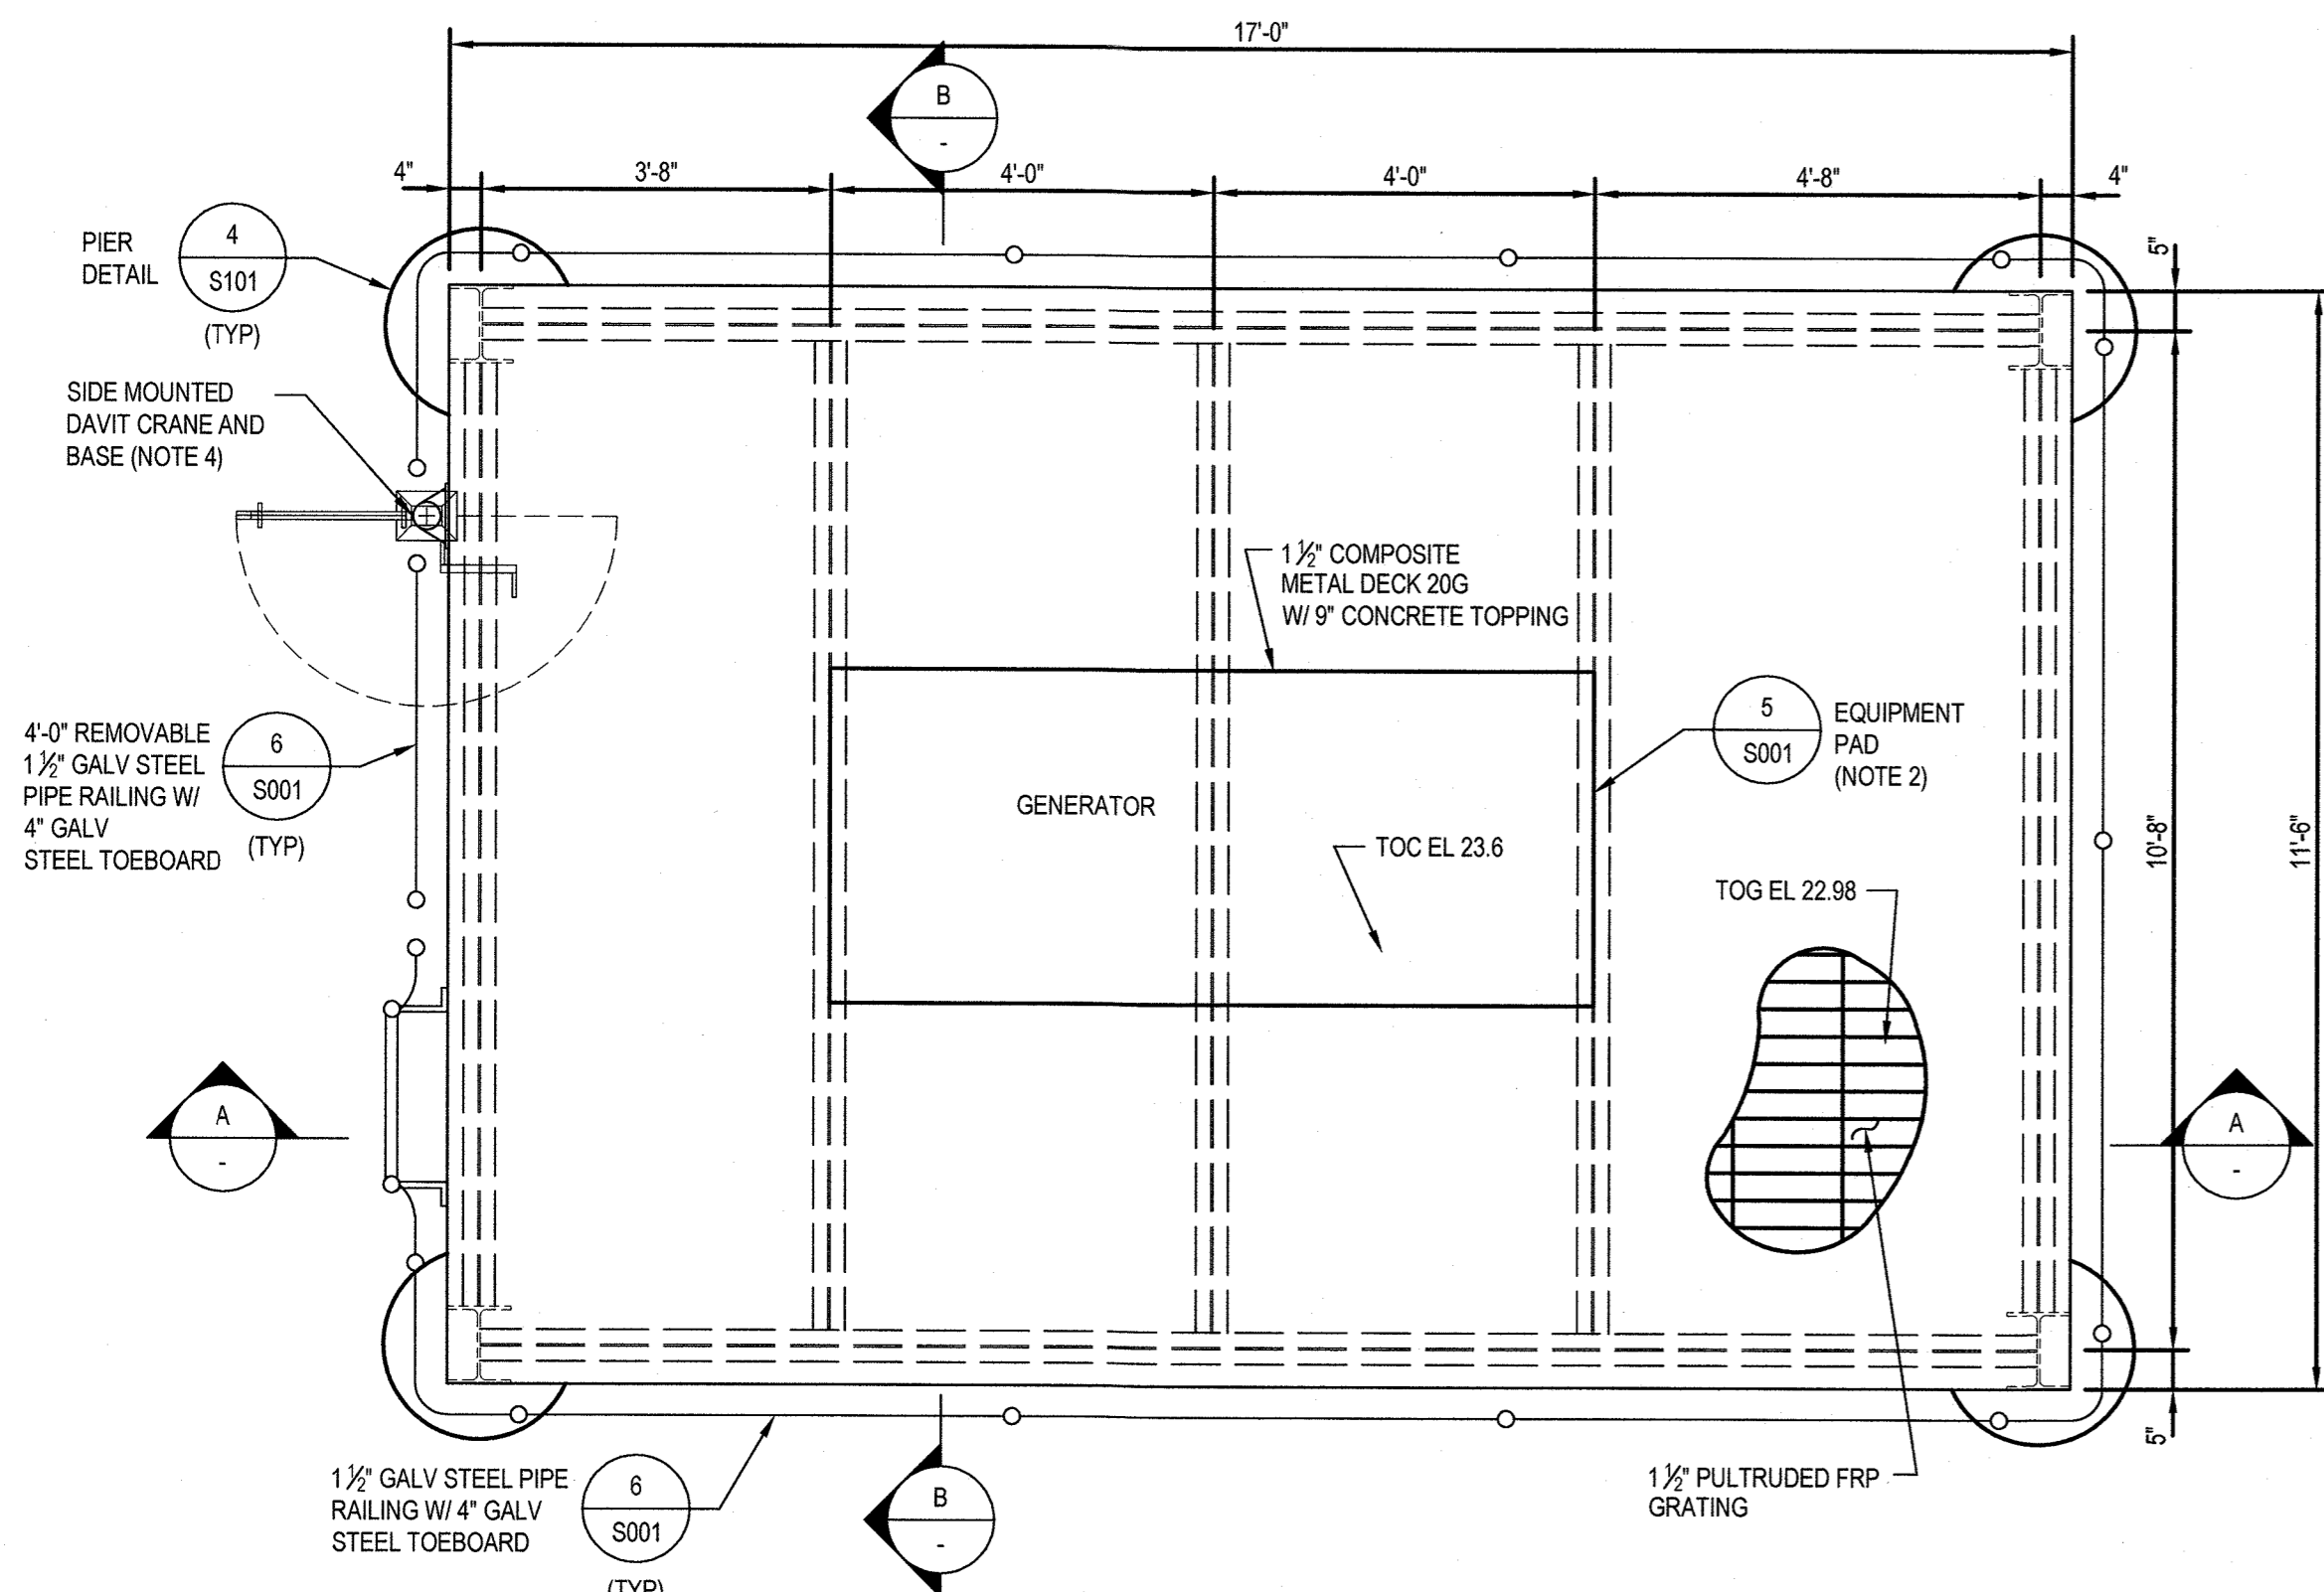 17'-0"
B
-
4"
3'-8"
4'-0"
4'-0"
4'-8"
4"
PIER
DETAIL
4
S101
(TYP)
5"
SIDE MOUNTED
DAVIT CRANE AND
BASE (NOTE 4)
1 ½" COMPOSITE
METAL DECK 20G
W/ 9" CONCRETE TOPPING
4'-0" REMOVABLE
1 ½" GALV STEEL
PIPE RAILING W/
4" GALV
STEEL TOEBOARD
6
S001
(TYP)
5
S001
EQUIPMENT
PAD
(NOTE 2)
GENERATOR
TOC EL 23.6
TOG EL 22.98
10'-8"
11'-6"
A
-
A
-
5"
1 ½" GALV STEEL PIPE
RAILING W/ 4" GALV
STEEL TOEBOARD
6
S001
(TYP)
B
-
1 ½" PULTRUDED FRP
GRATING